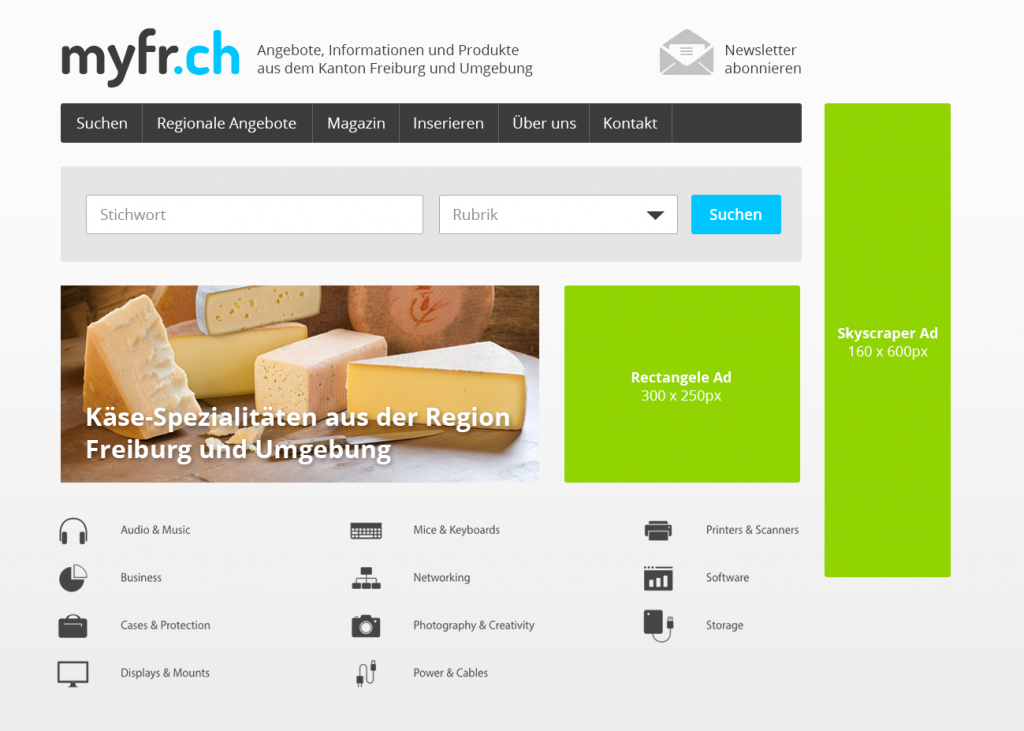 myfr.ch
Angebote, Informationen und Produkte
aus dem Kanton Freiburg und Umgebung
Newsletter
abonnieren
Suchen
Regionale Angebote
Magazin
Inserieren
Über uns
Kontakt
Stichwort
Rubrik
Suchen
Käse-Spezialitäten aus der Region
Freiburg und Umgebung
Rectangele Ad
300 x 250px
Skyscraper Ad
160 x 600px
Audio & Music
Mice & Keyboards
Printers & Scanners
Business
Networking
Software
Cases & Protection
Photography & Creativity
Storage
Displays & Mounts
Power & Cables